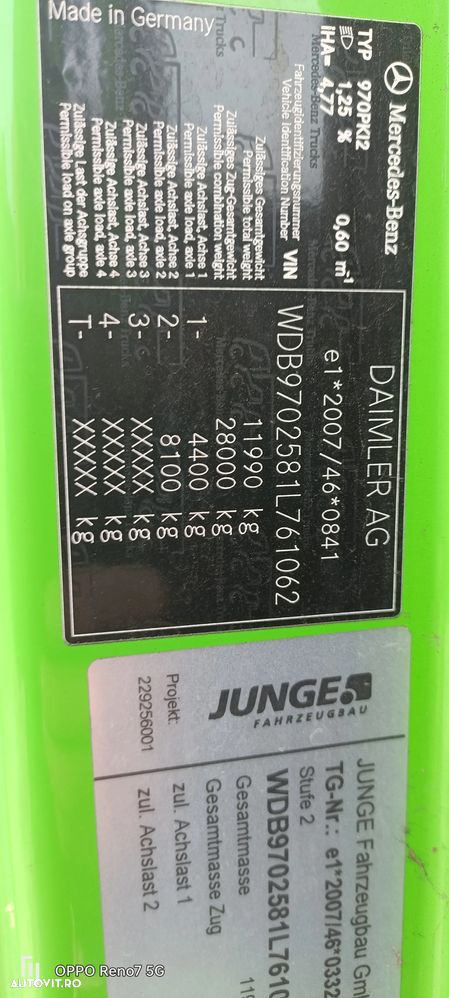 Mercedes-Benz
TYP 970PK12
1,25 % 0,60 m-1
IHA= 4,77
Fahrzeugidentifizierungsnummer
Vehicle Identification Number VIN
Zulässiges Gesamtgewicht
Permissible total weight
Zulässiges Zug-Gesamtgewicht
Permissible combination weight
Zulässige Achslast, Achse 1
Permissible axle load, axle 1
Zulässige Achslast, Achse 2
Permissible axle load, axle 2
Zulässige Achslast, Achse 3
Permissible axle load, axle 3
Zulässige Achslast, Achse 4
Permissible axle load, axle 4
Zulässige Last der Achsgruppe
Permissible load on axle group
Made in Germany
DAIMLER AG
e1*2007/46*0841
WDB9702581L761062
11990 kg
28000 kg
1- 4400 kg
2- 8100 kg
3- XXXXX kg
4- XXXXX kg
T- XXXXX kg
JUNGE
FAHRZEUGBAU
Projekt:
229256001
JUNGE Fahrzeugbau Gm
TG-Nr.: e1*2007/46*0332
Stufe 2
WDB9702581L7610
Gesamtmasse 119
Gesamtmasse Zug
zul. Achslast 1
zul. Achslast 2
OPPO Reno7 5G
AUTOVIT.RO